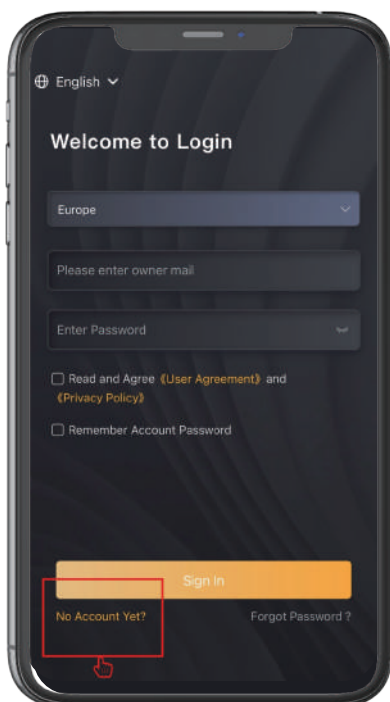 English
Welcome to Login
Europe
Please enter owner mail
Enter Password
Read and Agree 《User Agreement》 and
《Privacy Policy》
Remember Account Password
Sign In
No Account Yet? Forgot Password ?